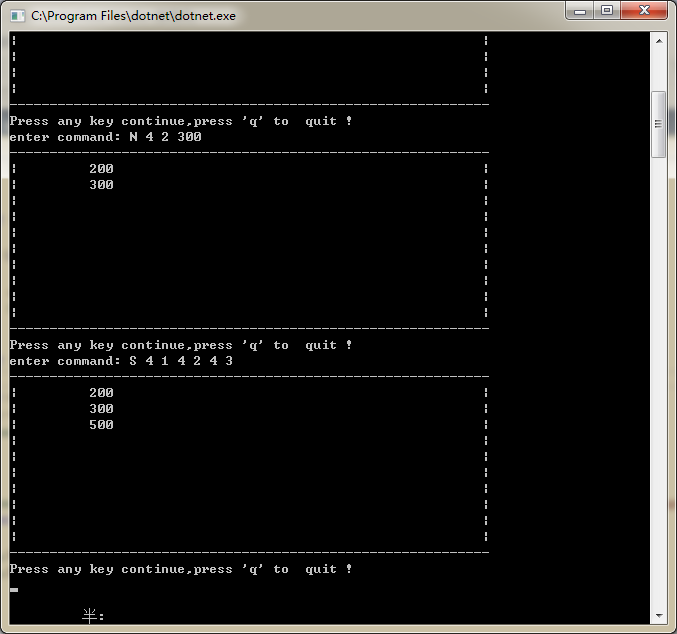 C:\Program Files\dotnet\dotnet.exe
Press any key continue,press 'q' to  quit !
enter command: N 4 2 300
200
300
Press any key continue,press 'q' to  quit !
enter command: S 4 1 4 2 4 3
200
300
500
Press any key continue,press 'q' to  quit !
半: